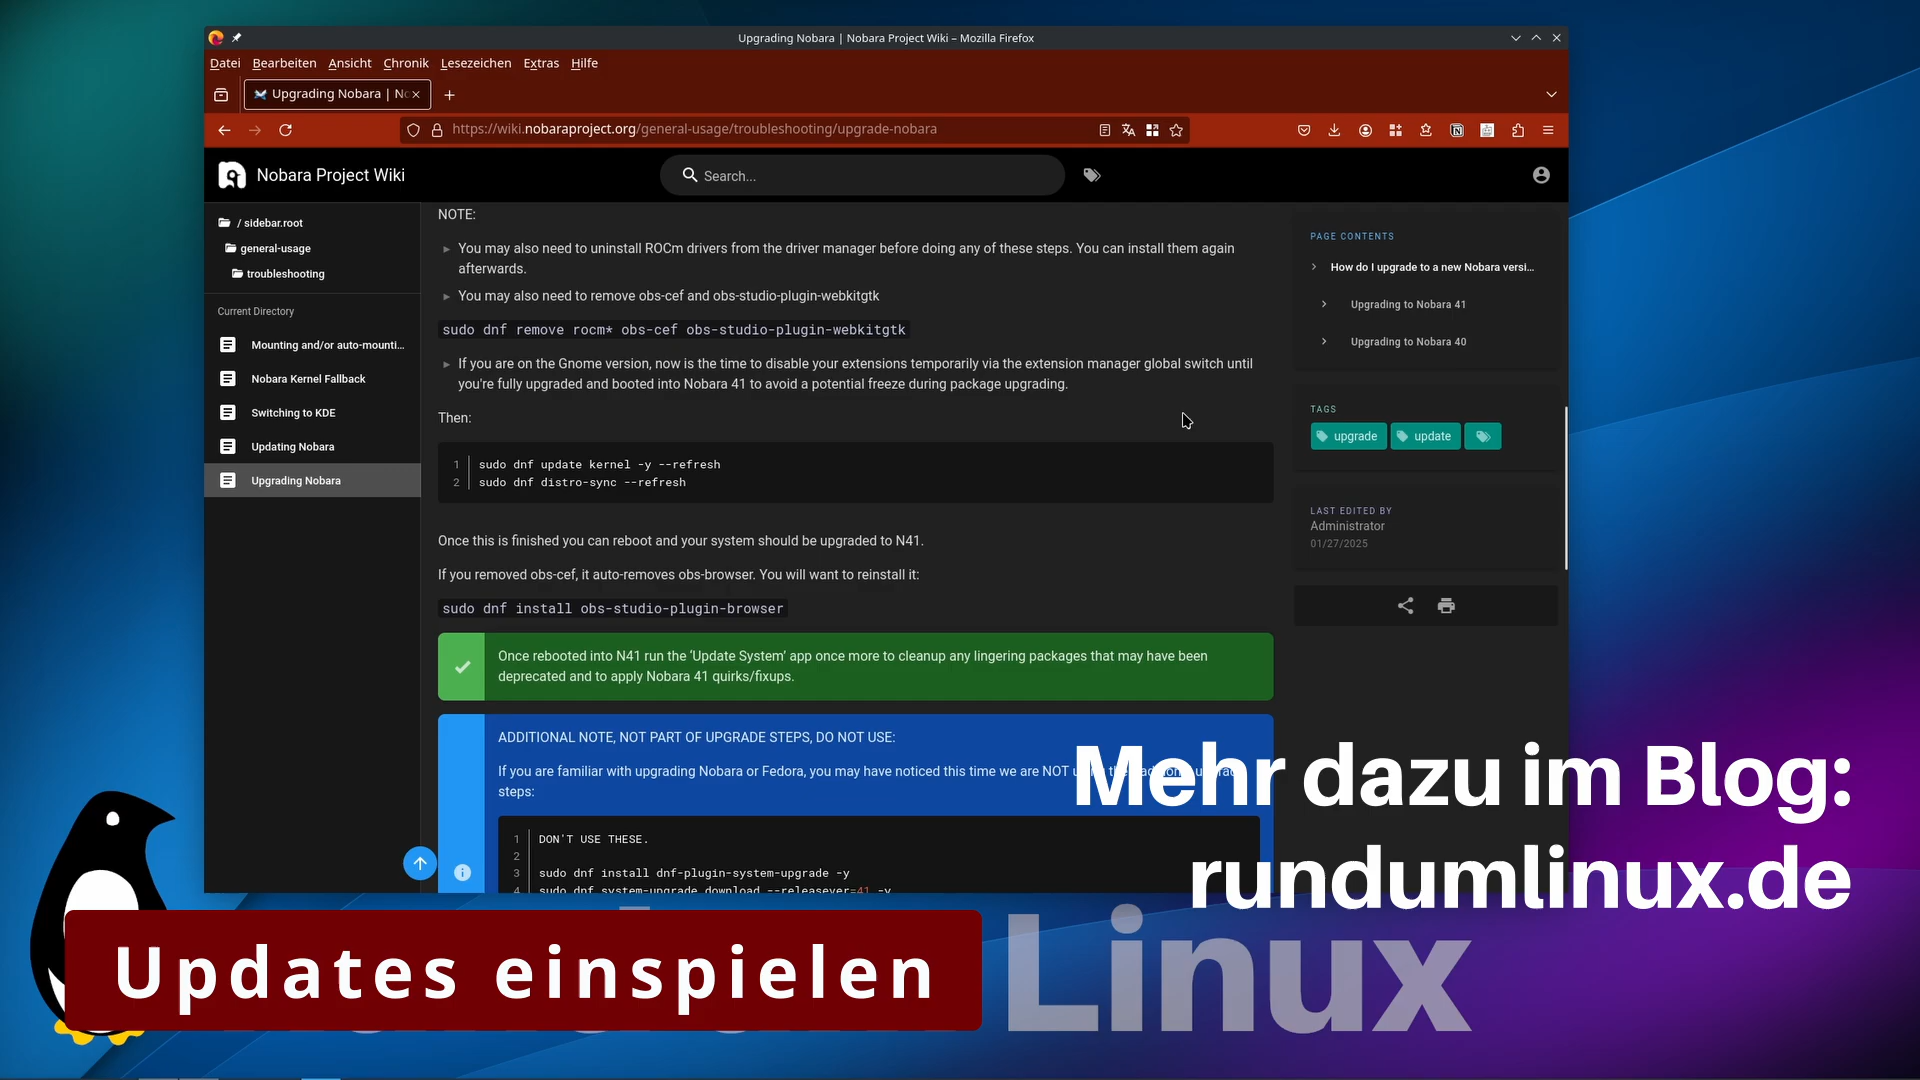 Upgrading Nobara | Nobara Project Wiki – Mozilla Firefox
Datei Bearbeiten Ansicht Chronik Lesezeichen Extras Hilfe
Upgrading Nobara | No
https://wiki.nobaraproject.org/general-usage/troubleshooting/upgrade-nobara
Nobara Project Wiki
Search...
/ sidebar.root
general-usage
troubleshooting
Current Directory
Mounting and/or auto-mounti...
Nobara Kernel Fallback
Switching to KDE
Updating Nobara
Upgrading Nobara
NOTE:
You may also need to uninstall ROCm drivers from the driver manager before doing any of these steps. You can install them again
afterwards.
You may also need to remove obs-cef and obs-studio-plugin-webkitgtk
sudo dnf remove rocm* obs-cef obs-studio-plugin-webkitgtk
If you are on the Gnome version, now is the time to disable your extensions temporarily via the extension manager global switch until
you're fully upgraded and booted into Nobara 41 to avoid a potential freeze during package upgrading.
Then:
1 sudo dnf update kernel -y --refresh
2 sudo dnf distro-sync --refresh
Once this is finished you can reboot and your system should be upgraded to N41.
If you removed obs-cef, it auto-removes obs-browser. You will want to reinstall it:
sudo dnf install obs-studio-plugin-browser
Once rebooted into N41 run the ‘Update System’ app once more to cleanup any lingering packages that may have been
deprecated and to apply Nobara 41 quirks/fixups.
ADDITIONAL NOTE, NOT PART OF UPGRADE STEPS, DO NOT USE:
If you are familiar with upgrading Nobara or Fedora, you may have noticed this time we are NOT
steps:
1 DON'T USE THESE.
2
3 sudo dnf install dnf-plugin-system-upgrade -y
4 sudo dnf system-upgrade download --releasever=41 -y
PAGE CONTENTS
How do I upgrade to a new Nobara versi...
Upgrading to Nobara 41
Upgrading to Nobara 40
TAGS
upgrade update
LAST EDITED BY
Administrator
01/27/2025
Mehr dazu im Blog:
rundumlinux.de
Updates einspielen
Linux